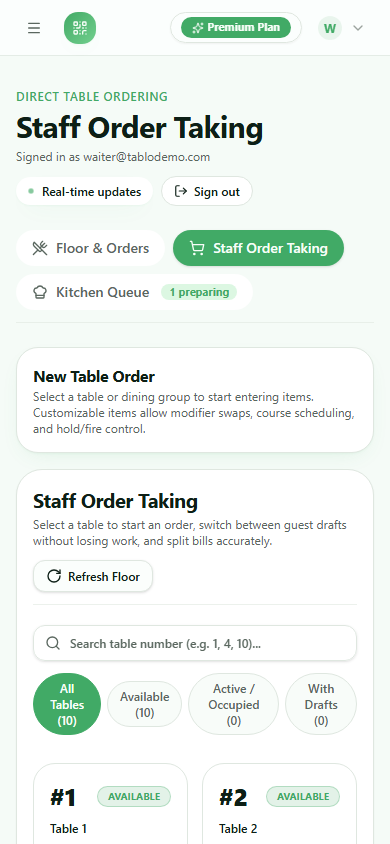 Premium Plan
W
DIRECT TABLE ORDERING
Staff Order Taking
Signed in as waiter@tablodemo.com
Real-time updates
Sign out
Floor & Orders
Staff Order Taking
Kitchen Queue
1 preparing
New Table Order
Select a table or dining group to start entering items.
Customizable items allow modifier swaps, course scheduling,
and hold/fire control.
Staff Order Taking
Select a table to start an order, switch between guest drafts
without losing work, and split bills accurately.
Refresh Floor
Search table number (e.g. 1, 4, 10)...
All
Tables
(10)
Available
(10)
Active /
Occupied
(0)
With
Drafts
(0)
#1
AVAILABLE
Table 1
#2
AVAILABLE
Table 2